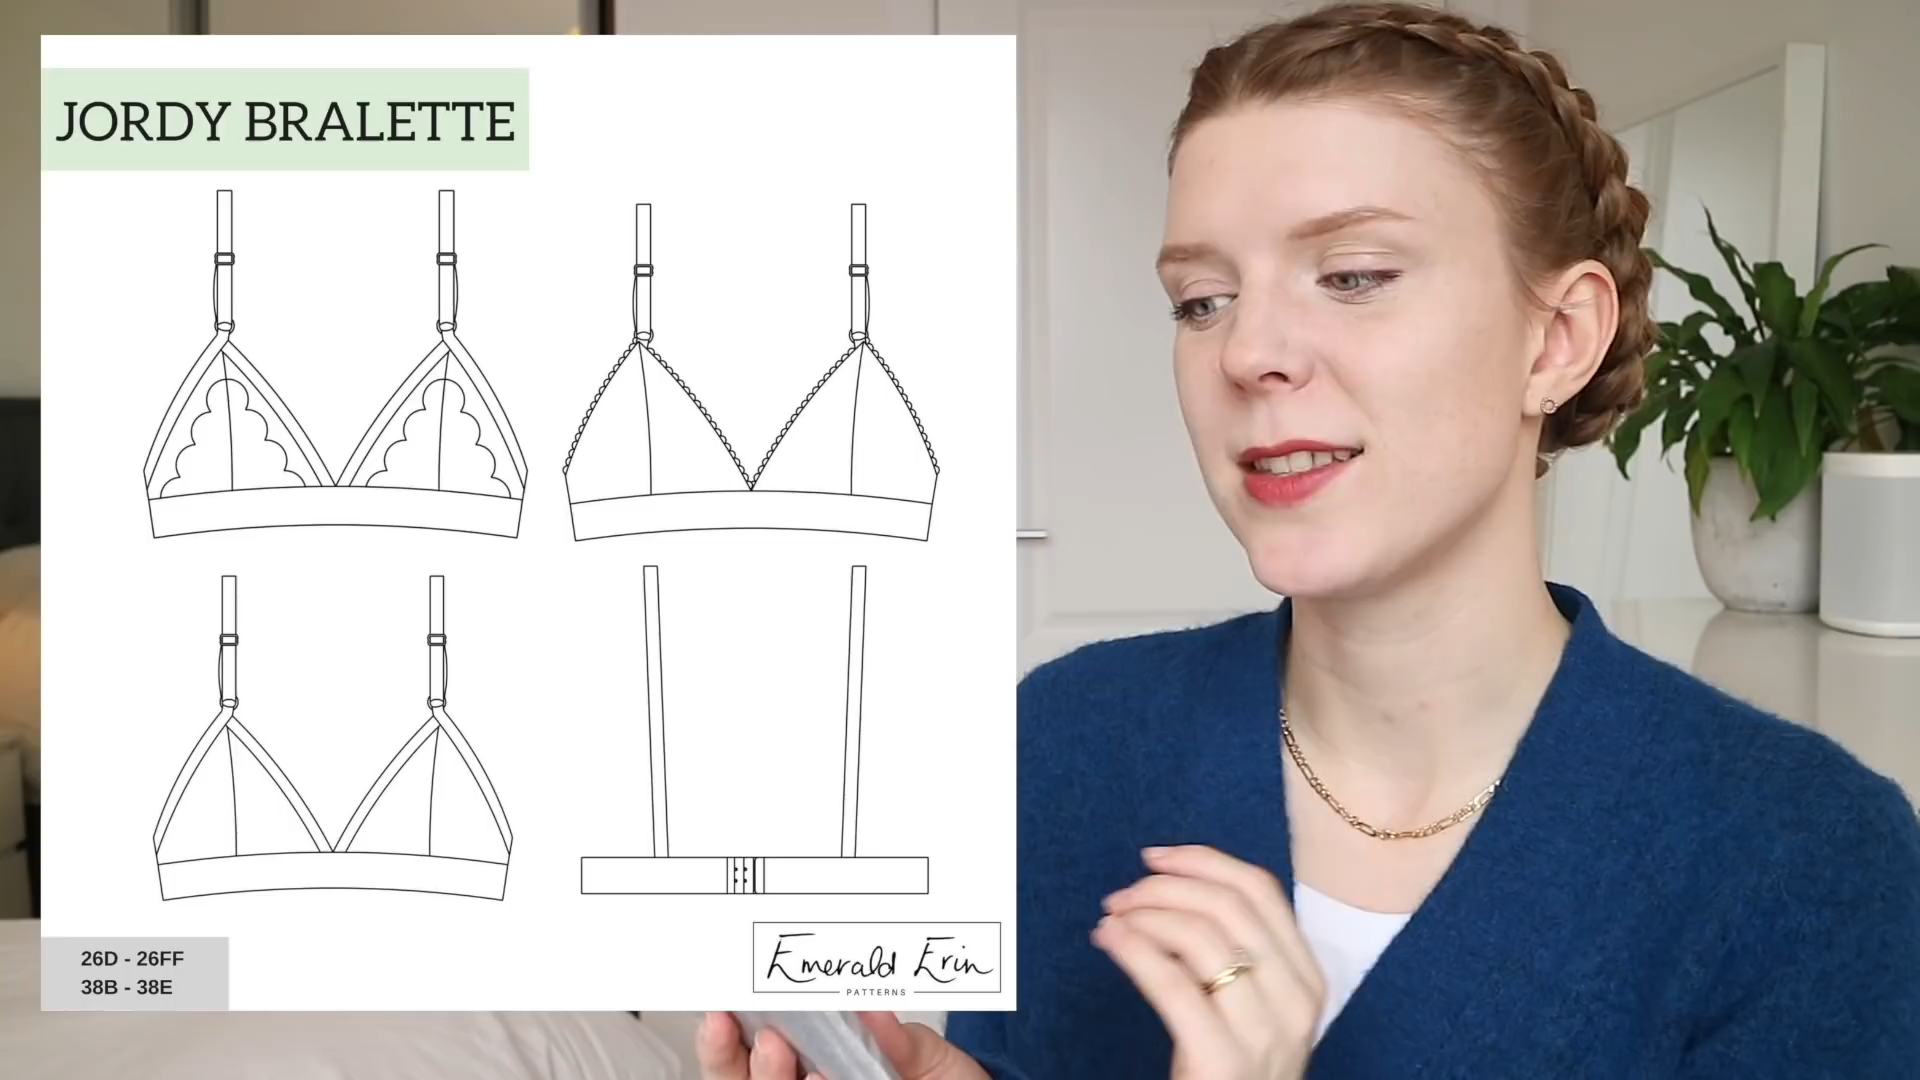 JORDY BRALETTE
26D - 26FF
38B - 38E
Emerald Erin
PATTERNS